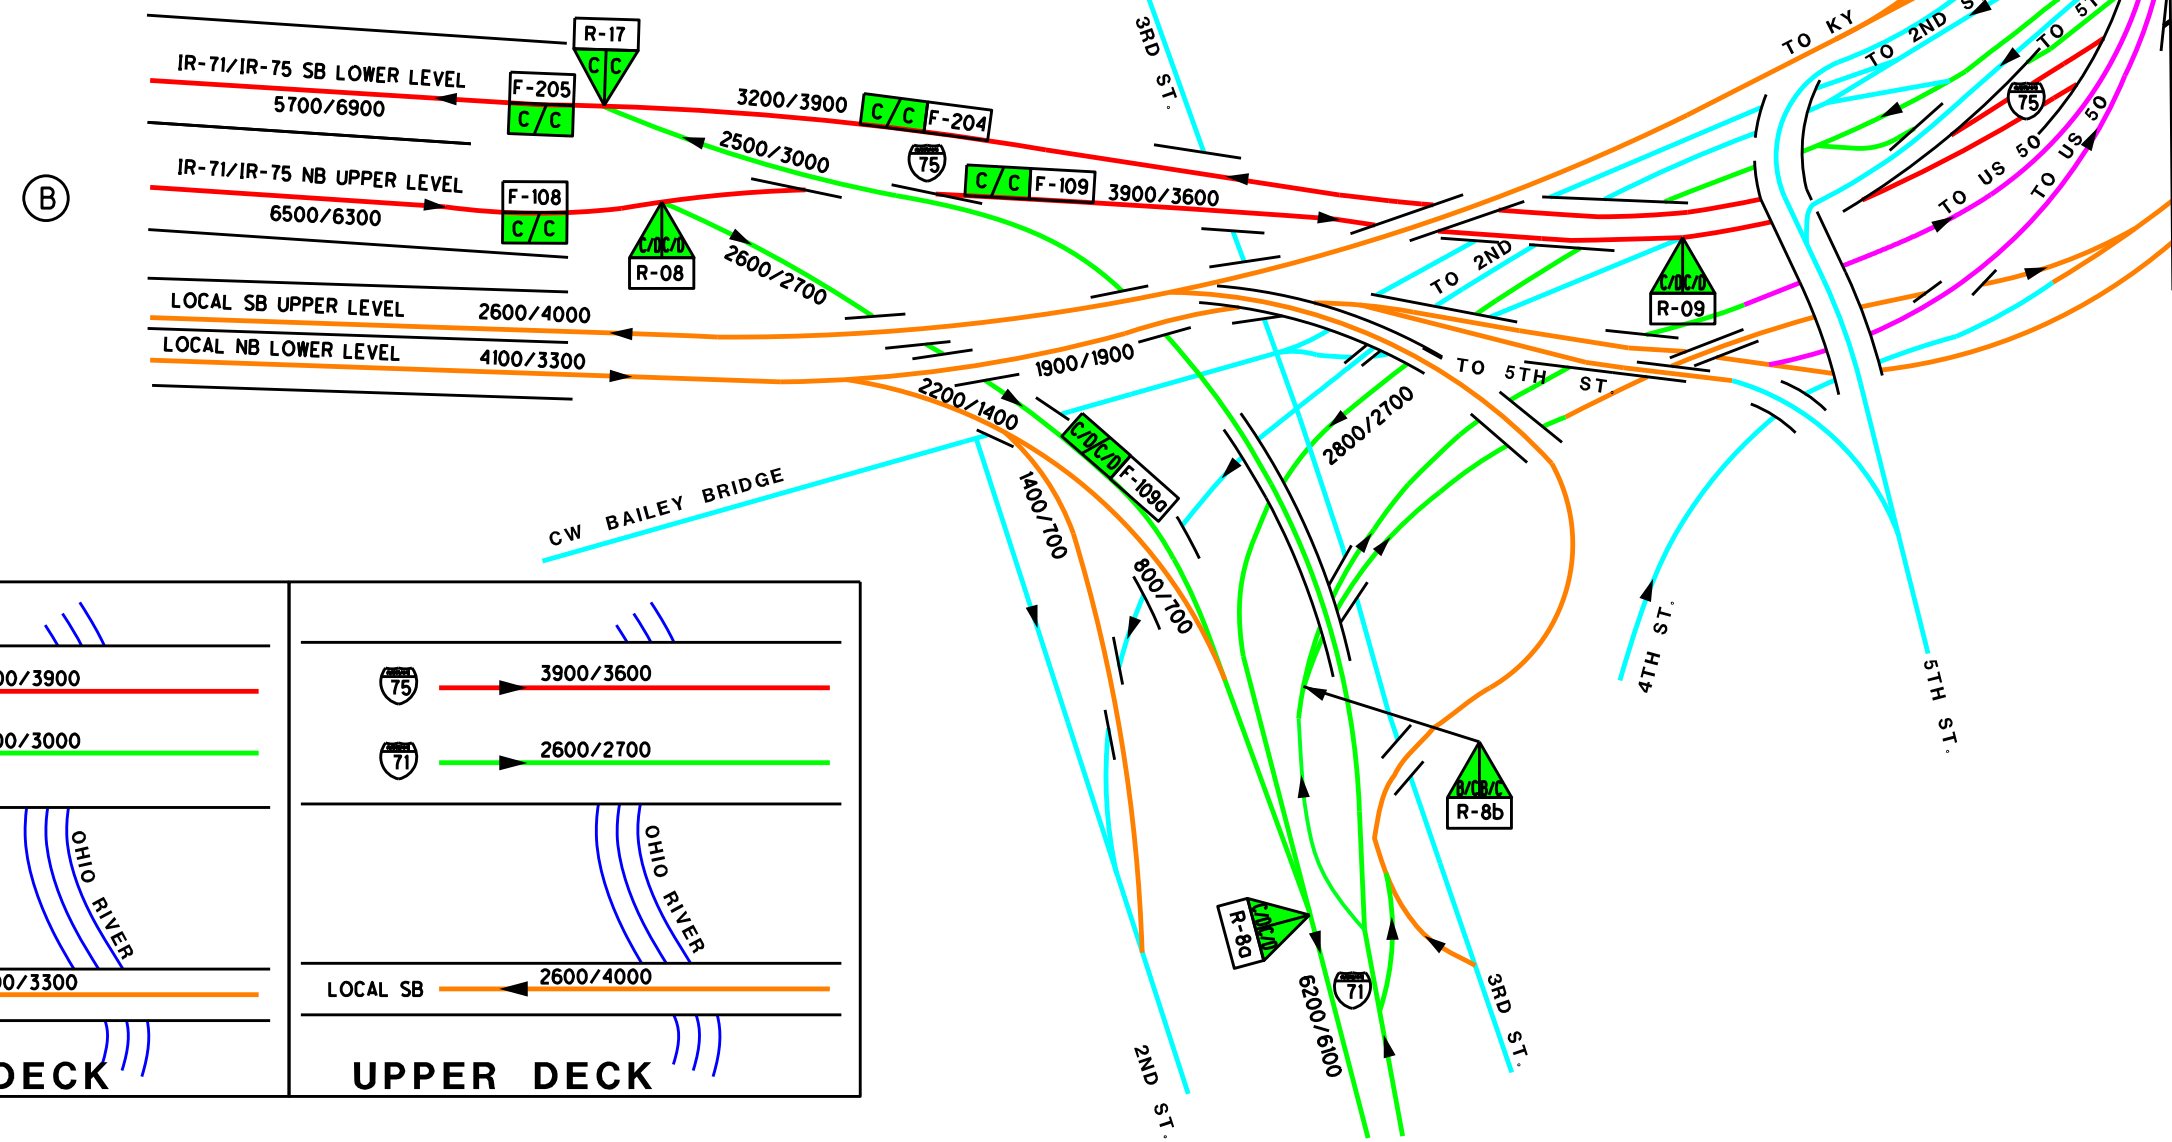 R-17
IR-71/IR-75 SB LOWER LEVEL
5700/6900
F-205
C/C
C C
3200/3900
C/C F-204
2500/3000
75
C/C F-109
3900/3600
3RD ST.
TO KY
TO 2ND S
TO 5T
75
TO US 50
TO US 50
B
IR-71/IR-75 NB UPPER LEVEL
6500/6300
F-108
C/C
C/D C/D
R-08
2600/2700
TO 2ND
C/D C/D
R-09
LOCAL SB UPPER LEVEL
2600/4000
LOCAL NB LOWER LEVEL
4100/3300
1900/1900
2200/1400
TO 5TH ST.
C/D/C/D F-109a
2800/2700
CW BAILEY BRIDGE
1400/700
800/700
4TH ST.
5TH ST.
00/3900
00/3000
OHIO RIVER
00/3300
DECK
75
3900/3600
71
2600/2700
OHIO RIVER
LOCAL SB
2600/4000
UPPER DECK
B/C B/C
R-8b
R-8a
C/D C/D
6200/6100
71
3RD ST.
2ND ST.